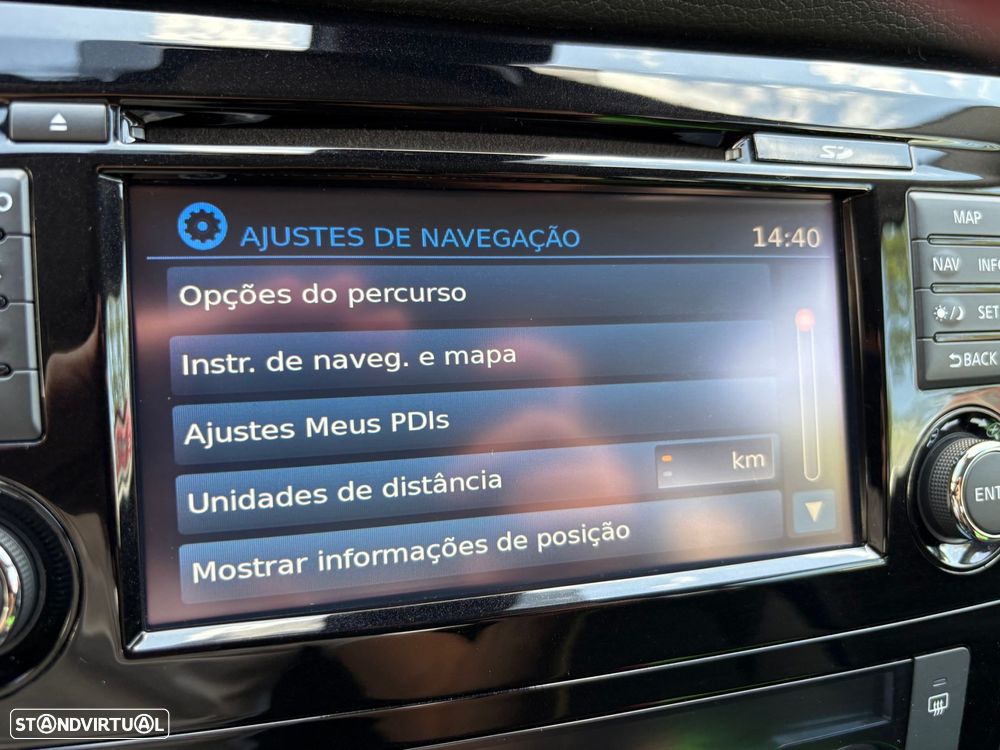 SD
MAP
AJUSTES DE NAVEGAÇÃO 14:40
NAV
Opções do percurso
Instr. de naveg. e mapa
BACK
Ajustes Meus PDIs
Unidades de distância km
Mostrar informações de posição
STANDVIRTUAL